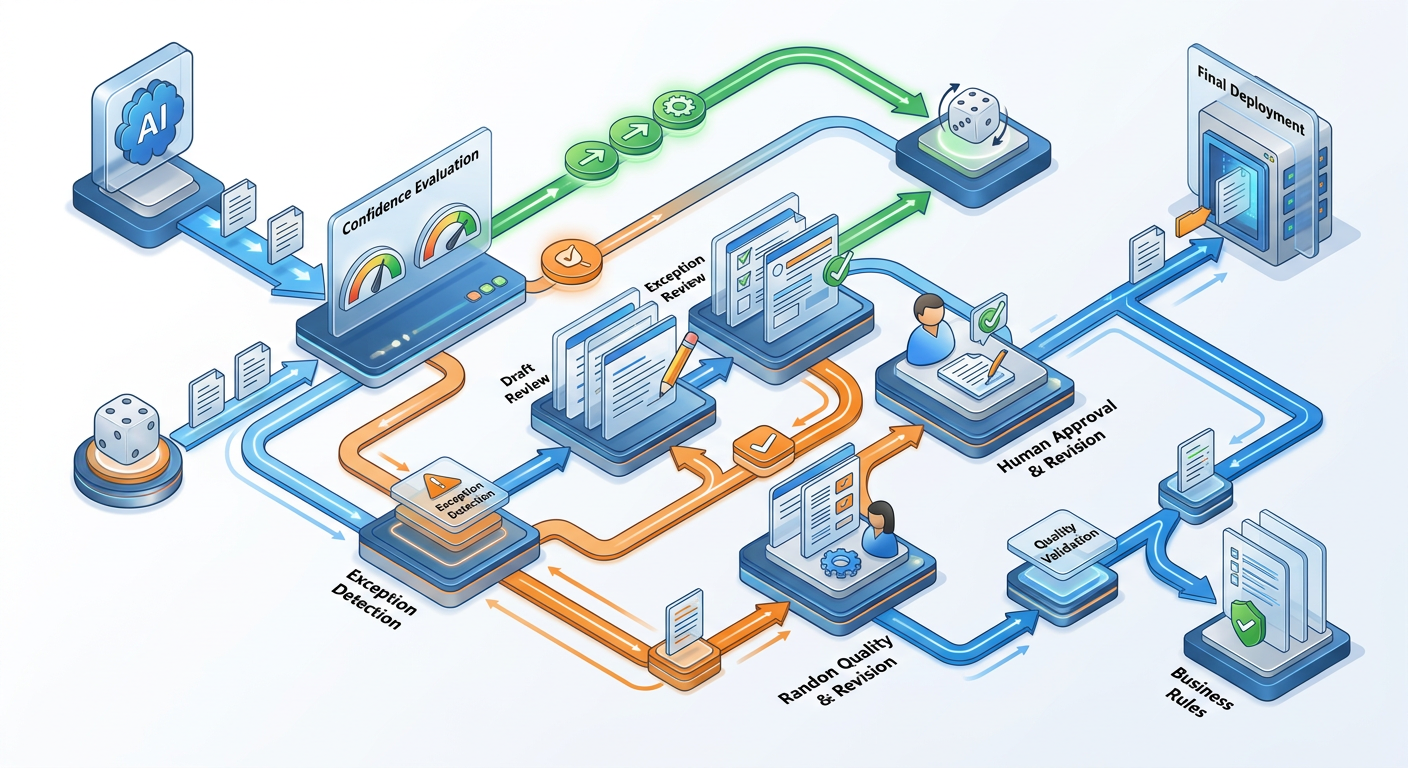 AI
Confidence Evaluation
Final Deployment
Exception
Review
Draft
Review
Exception
Detection
Human Approval
& Revision
Quality
Validation
Exception
Detection
Randon Quality
& Revision
Business
Rules